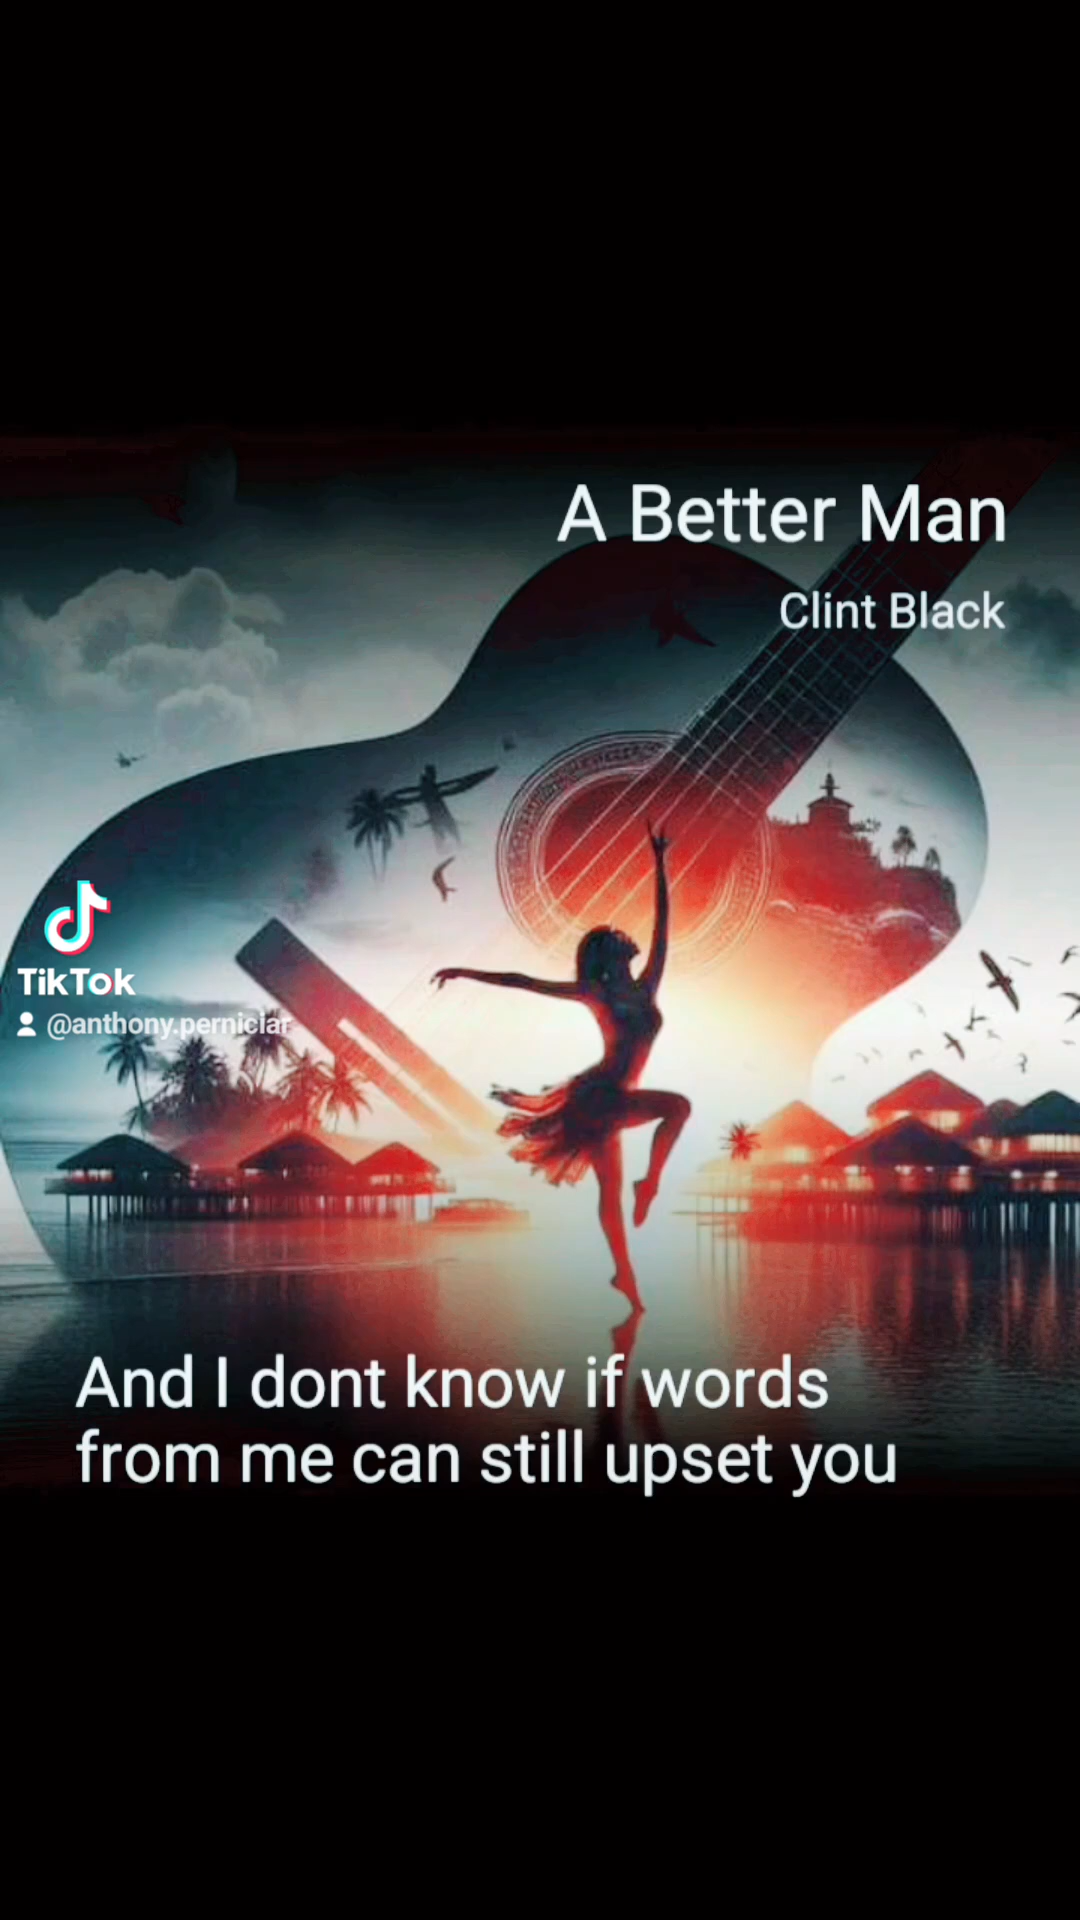 A Better Man
Clint Black
TikTok
@anthony.perniciar
And I dont know if words
from me can still upset you